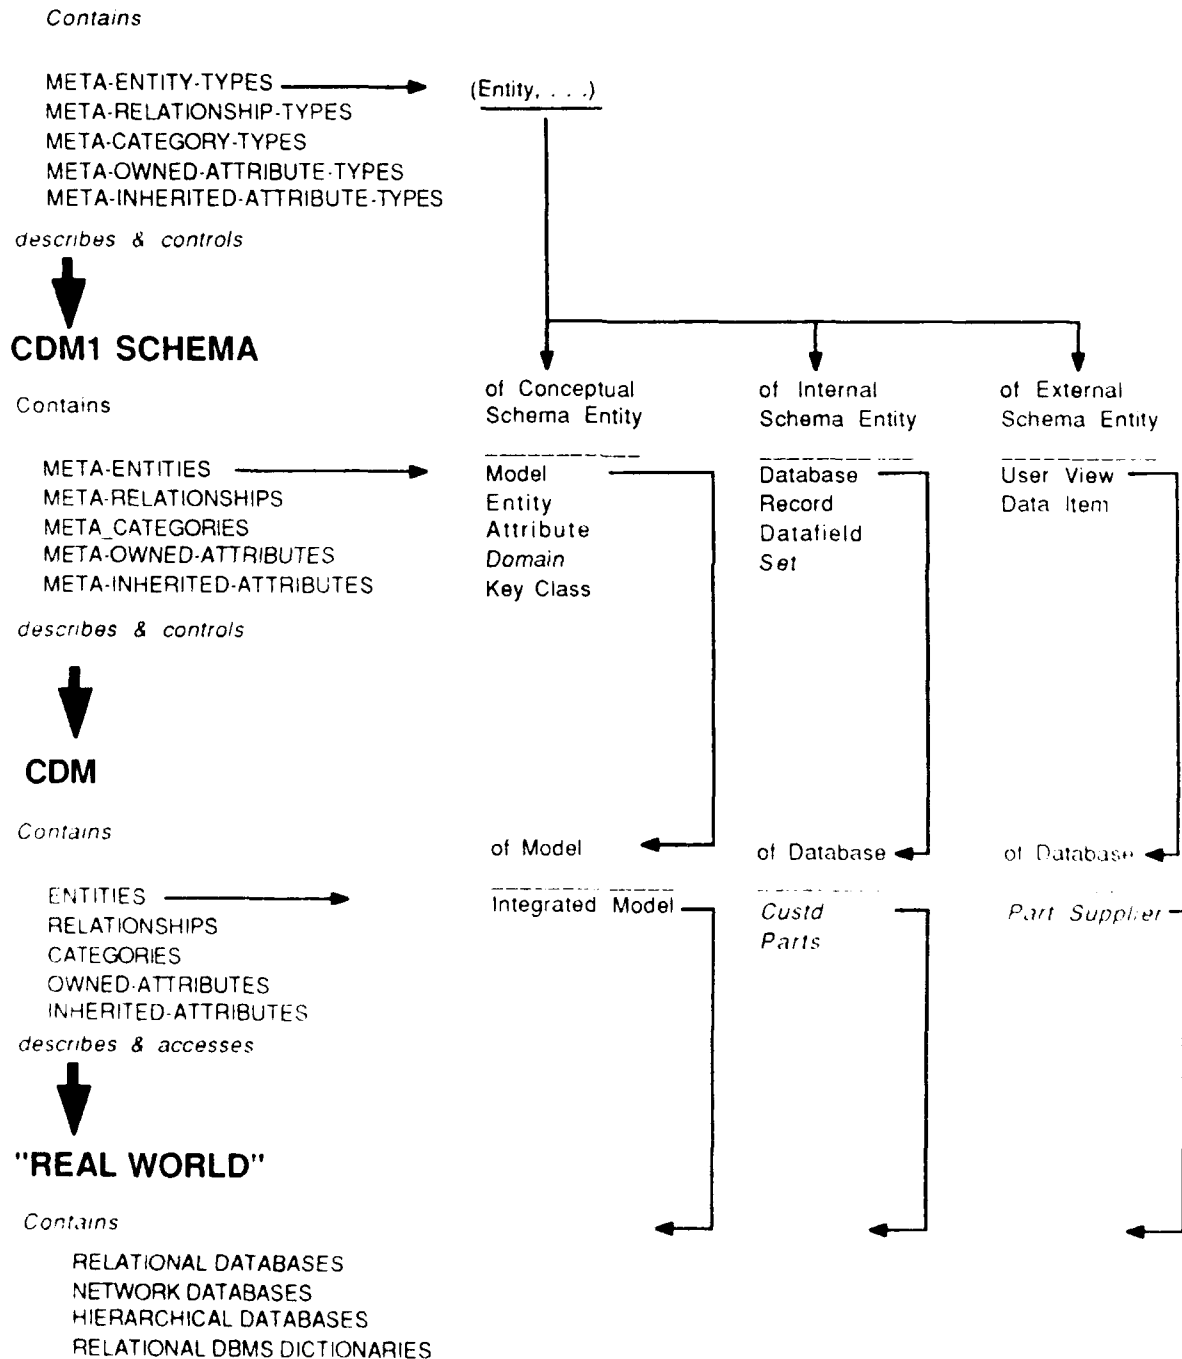 Contains
META-ENTITY-TYPES
(Entity, . . .)
META-RELATIONSHIP-TYPES
META-CATEGORY-TYPES
META-OWNED-ATTRIBUTE-TYPES
META-INHERITED-ATTRIBUTE-TYPES
describes & controls
CDM1 SCHEMA
of Conceptual
Schema Entity
of Internal
Schema Entity
of External
Schema Entity
Contains
META-ENTITIES
META-RELATIONSHIPS
META_CATEGORIES
META-OWNED-ATTRIBUTES
META-INHERITED-ATTRIBUTES
Model
Entity
Attribute
Domain
Key Class
Database
Record
Datafield
Set
User View
Data Item
describes & controls
CDM
Contains
of Model
of Database
of Database
ENTITIES
RELATIONSHIPS
CATEGORIES
OWNED-ATTRIBUTES
INHERITED-ATTRIBUTES
Integrated Model
Custd
Parts
Part Supplier
describes & accesses
"REAL WORLD"
Contains
RELATIONAL DATABASES
NETWORK DATABASES
HIERARCHICAL DATABASES
RELATIONAL DBMS DICTIONARIES